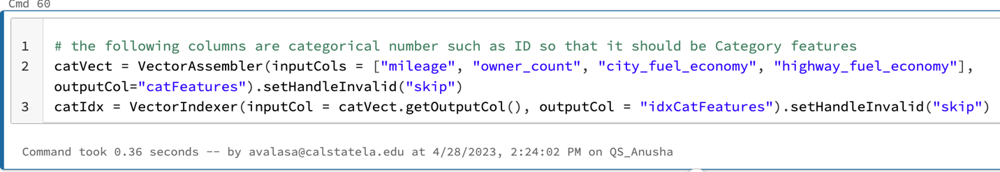 Cmd 60
1 # the following columns are categorical number such as ID so that it should be Category features
2 catVect = VectorAssembler(inputCols = ["mileage", "owner_count", "city_fuel_economy", "highway_fuel_economy"],
outputCol="catFeatures").setHandleInvalid("skip")
3 catIdx = VectorIndexer(inputCol = catVect.getOutputCol(), outputCol = "idxCatFeatures").setHandleInvalid("skip")
Command took 0.36 seconds -- by avalasa@calstatela.edu at 4/28/2023, 2:24:02 PM on QS_Anusha